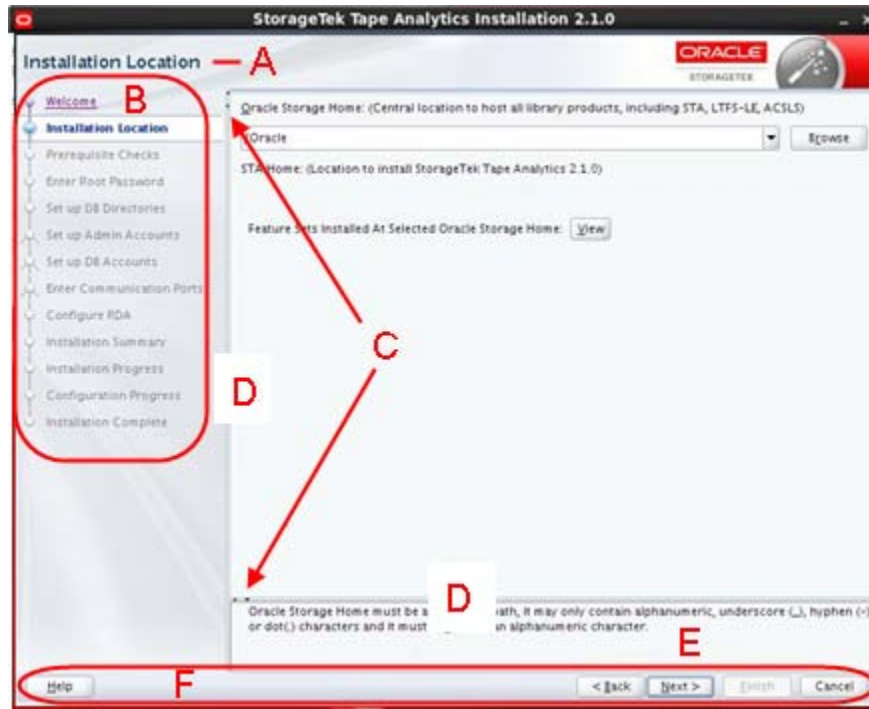 StorageTek Tape Analytics Installation 2.1.0
Installation Location
A
ORACLE
STORAGETEK
B
Welcome
Installation Location
Prerequisite Checks
Enter Root Password
Set up DB Directories
Set up Admin Accounts
Set up DB Accounts
Enter Communication Ports
Configure RDA
Installation Summary
Installation Progress
Configuration Progress
Installation Complete
Oracle Storage Home: (Central location to host all library products, including STA, LTFS-LE, ACSLS)
/Oracle
Browse
STA Home: (Location to install StorageTek Tape Analytics 2.1.0)
Feature Sets Installed At Selected Oracle Storage Home:
View
C
D
D
Oracle Storage Home must be a ath, it may only contain alphanumeric, underscore (_), hyphen (-)
or dot(.) characters and it must an alphanumeric character.
E
F
Help
< Back
Next >
Finish
Cancel